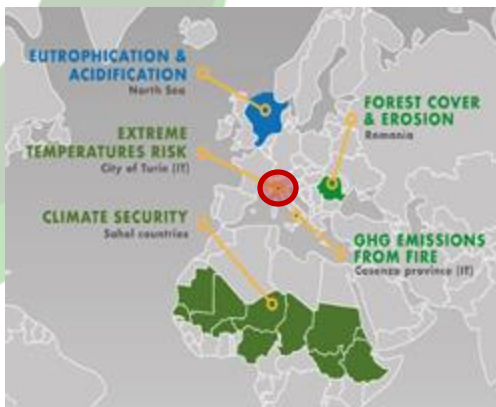 EUTROPHICATION &
ACIDIFICATION
North Sea
FOREST COVER
& EROSION
Romania
EXTREME
TEMPERATURES RISK
City of Turin (IT)
CLIMATE SECURITY
Sahel countries
GHG EMISSIONS
FROM FIRE
Cosenza province (IT)